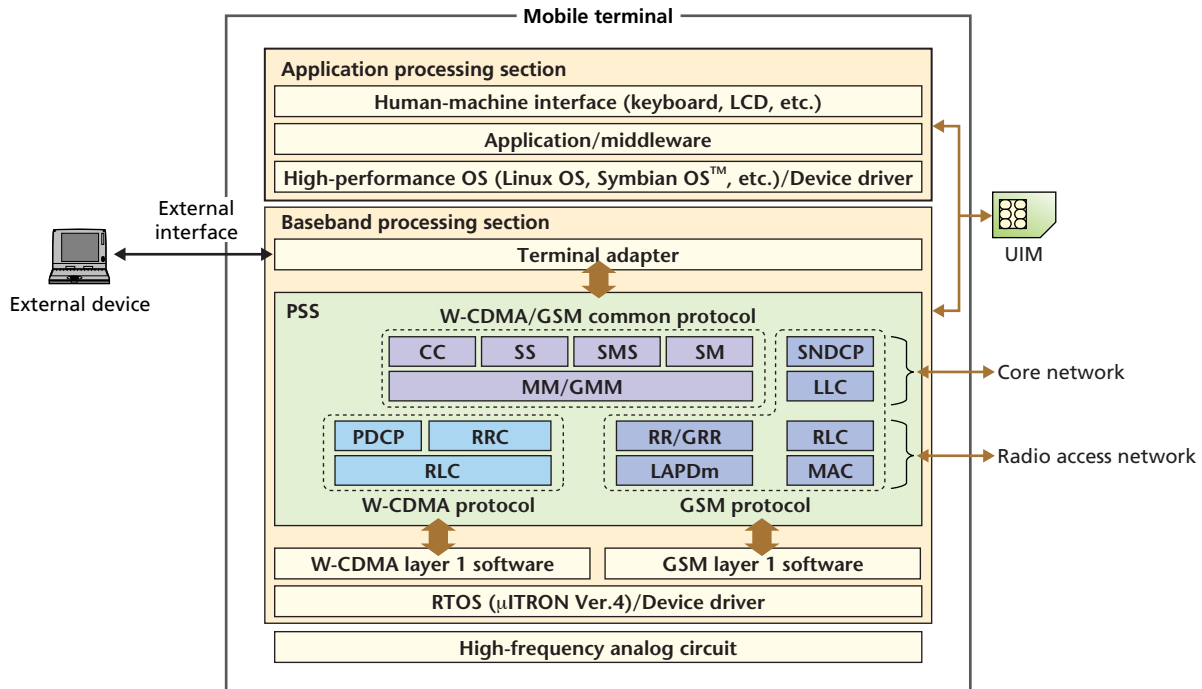 Mobile terminal
Application processing section
Human-machine interface (keyboard, LCD, etc.)
Application/middleware
High-performance OS (Linux OS, Symbian OS™, etc.)/Device driver
External interface
External device
UIM
Baseband processing section
Terminal adapter
PSS
W-CDMA/GSM common protocol
CC
SS
SMS
SM
MM/GMM
SNDCP
LLC
Core network
PDCP
RRC
RLC
W-CDMA protocol
RR/GRR
LAPDm
RLC
MAC
GSM protocol
Radio access network
W-CDMA layer 1 software
GSM layer 1 software
RTOS (μITRON Ver.4)/Device driver
High-frequency analog circuit